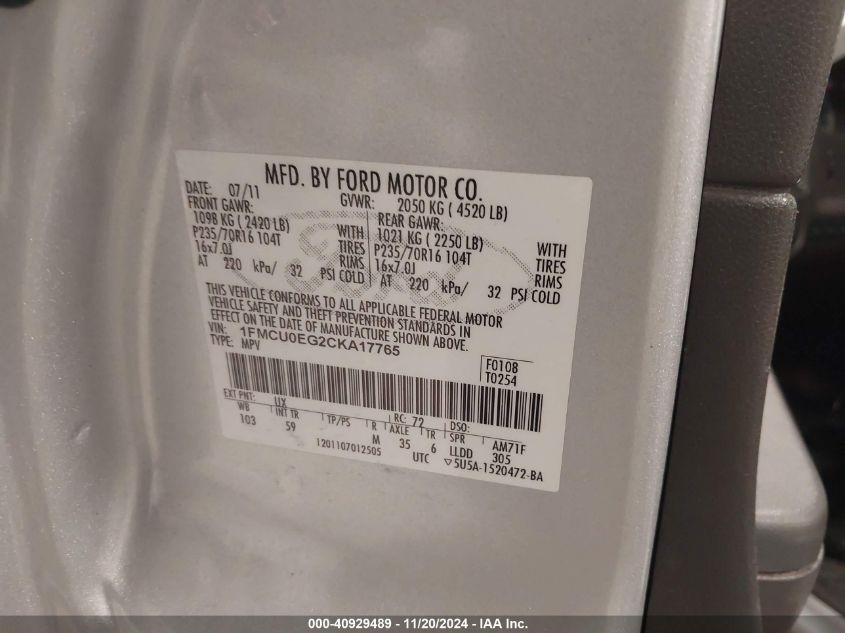 MFD. BY FORD MOTOR CO.
DATE: 07/11 GVWR: 2050 KG ( 4520 LB)
FRONT GAWR: REAR GAWR:
1098 KG ( 2420 LB) WITH 1021 KG ( 2250 LB) WITH
P235/70R16 104T TIRES P235/70R16 104T TIRES
16x7.0J RIMS 16x7.0J RIMS
AT 220 kPa/ 32 PSI COLD AT 220 kPa/ 32 PSI COLD
THIS VEHICLE CONFORMS TO ALL APPLICABLE FEDERAL MOTOR
VEHICLE SAFETY AND THEFT PREVENTION STANDARDS IN
EFFECT ON THE DATE OF MANUFACTURE SHOWN ABOVE.
VIN: 1FMCU0EG2CKA17765
TYPE: MPV
F0108
T0254
EXT PNT: UX RC: 72 DSO:
WB INT TR TP/PS R AXLE TR SPR AM71F
103 59 M 35 6 LLDD 305
1201107012505 UTC ▽5U5A-1520472-BA
Ford
000-40929489 - 11/20/2024 - IAA Inc.